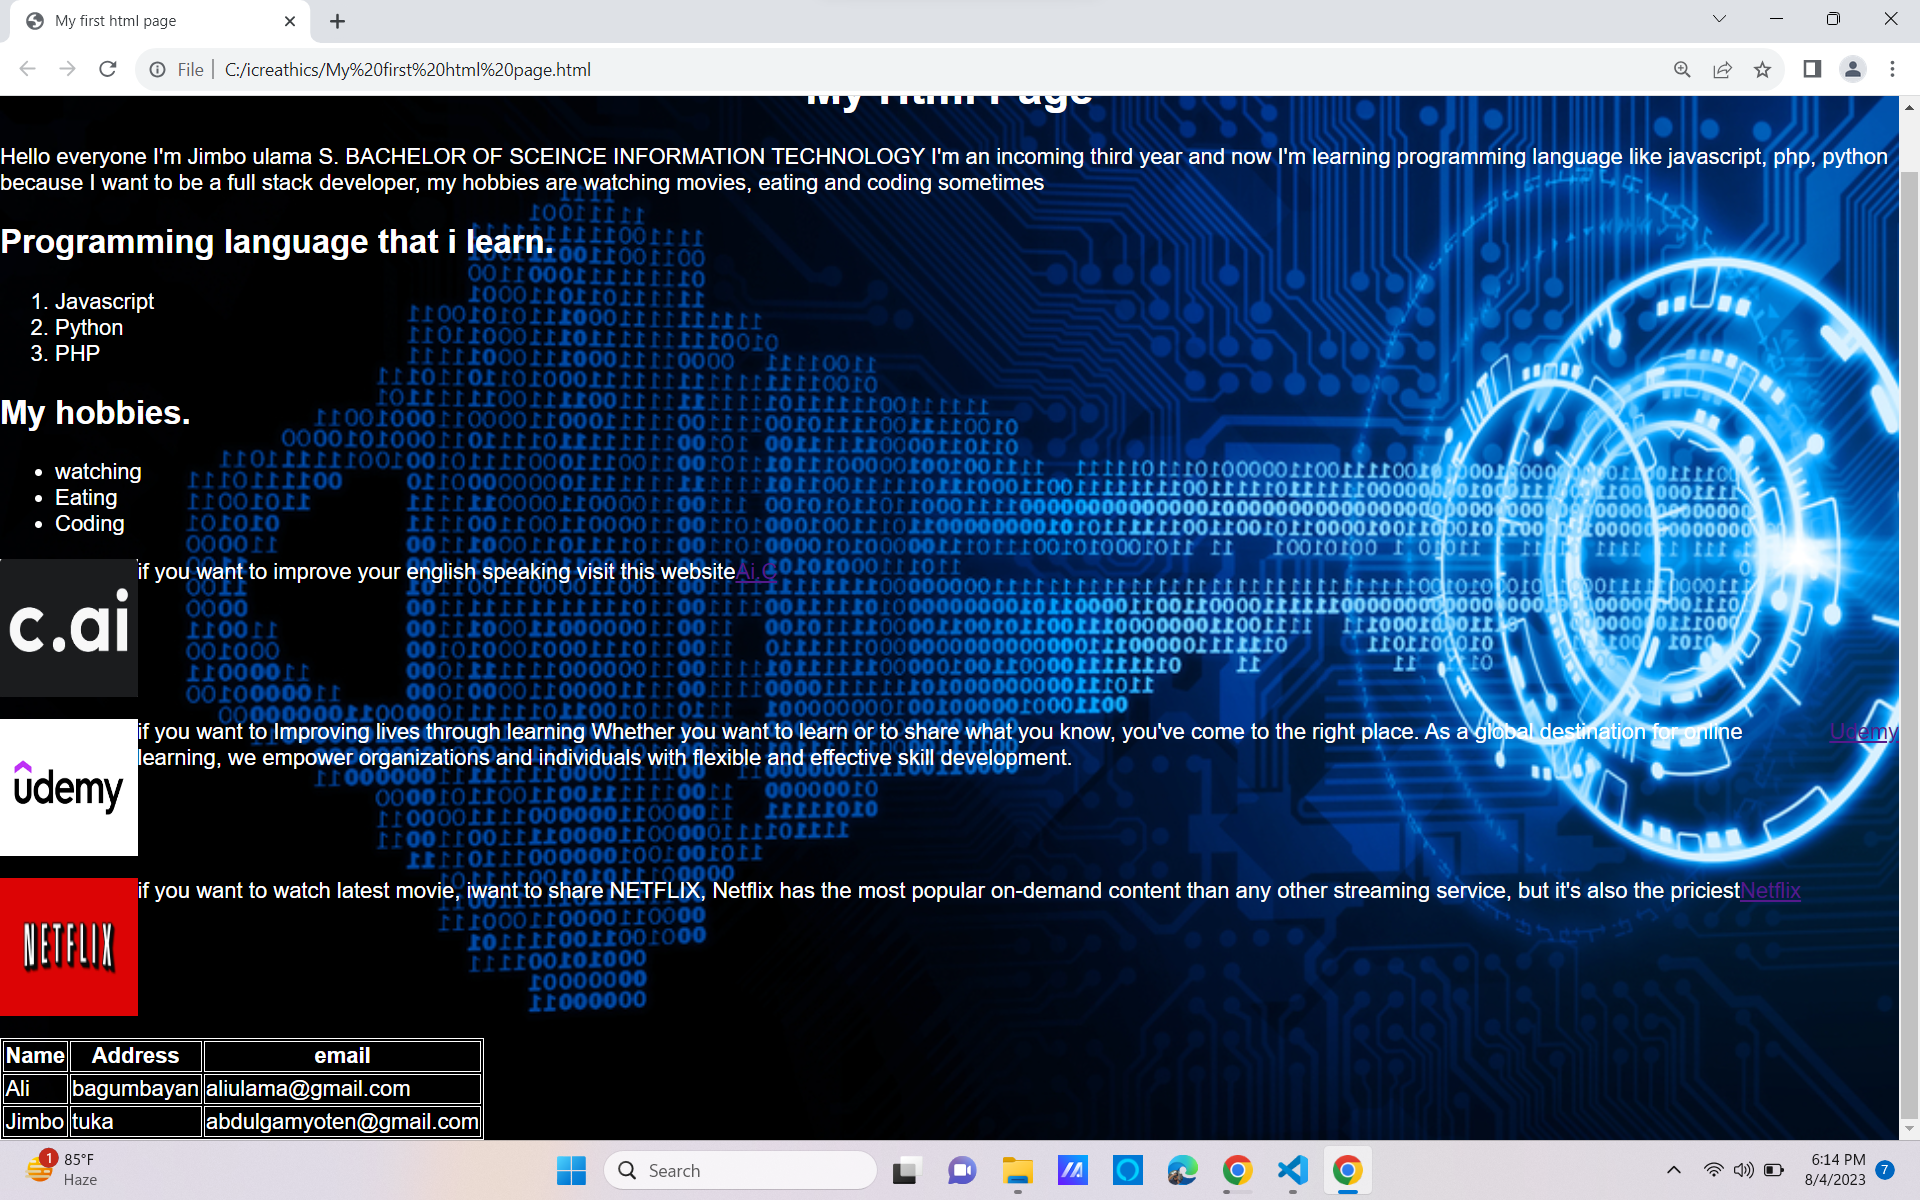 My first html page
File
C:/icreathics/My%20first%20html%20page.html
My Html Page
Hello everyone I'm Jimbo ulama S. BACHELOR OF SCEINCE INFORMATION TECHNOLOGY I'm an incoming third year and now I'm learning programming language like javascript, php, python
because I want to be a full stack developer, my hobbies are watching movies, eating and coding sometimes
Programming language that i learn.
1. Javascript
2. Python
3. PHP
My hobbies.
• watching
• Eating
• Coding
c.ai
if you want to improve your english speaking visit this websiteAi.C
udemy
if you want to Improving lives through learning Whether you want to learn or to share what you know, you've come to the right place. As a global destination for online Udemy
learning, we empower organizations and individuals with flexible and effective skill development.
NETFLIX
if you want to watch latest movie, iwant to share NETFLIX, Netflix has the most popular on-demand content than any other streaming service, but it's also the priciestNetflix
Name Address email
Ali bagumbayan aliulama@gmail.com
Jimbo tuka abdulgamyoten@gmail.com
1
85°F
Haze
Search
6:14 PM
8/4/2023
7